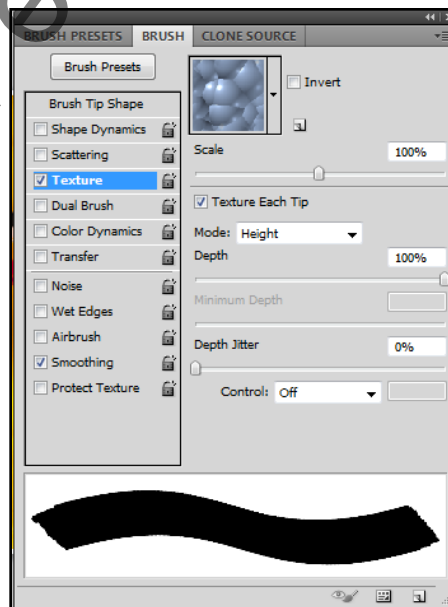 BRUSH PRESETS BRUSH CLONE SOURCE
Brush Presets
Invert
Brush Tip Shape
Shape Dynamics
Scattering
Texture
Dual Brush
Color Dynamics
Transfer
Noise
Wet Edges
Airbrush
Smoothing
Protect Texture
Scale 100%
Texture Each Tip
Mode: Height
Depth 100%
Minimum Depth
Depth Jitter 0%
Control: Off